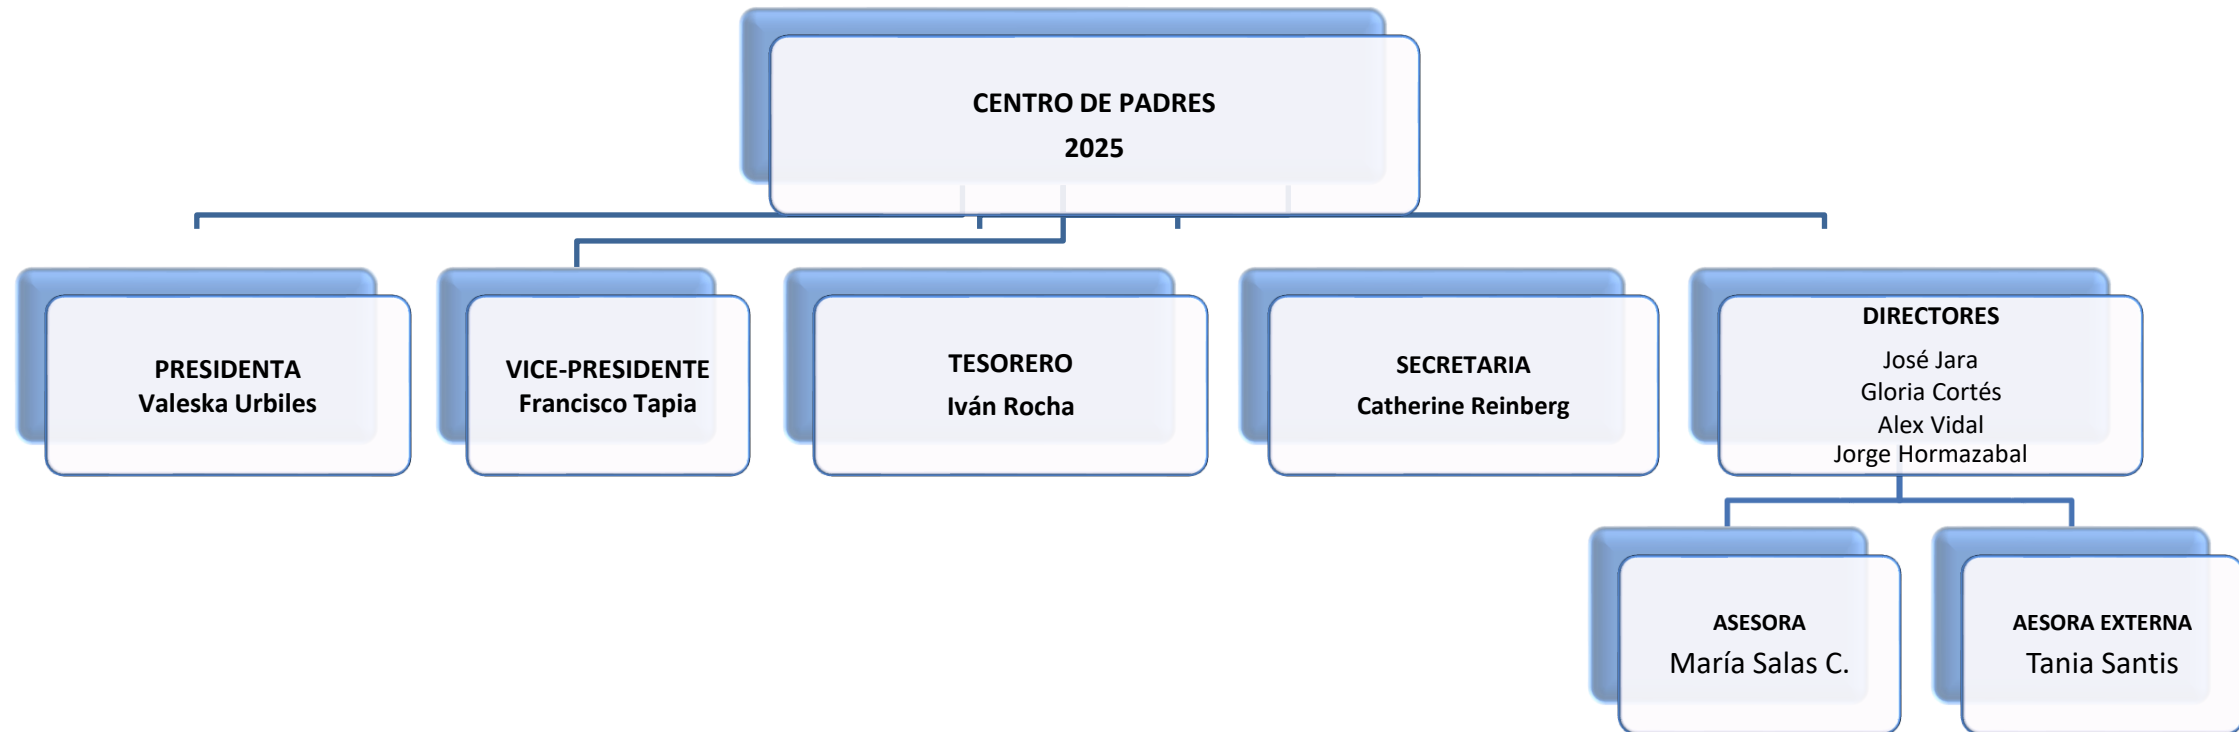 CENTRO DE PADRES
2025
PRESIDENTA
Valeska Urbiles
VICE-PRESIDENTE
Francisco Tapia
TESORERO
Iván Rocha
SECRETARIA
Catherine Reinberg
DIRECTORES
José Jara
Gloria Cortés
Alex Vidal
Jorge Hormazabal
ASESORA
María Salas C.
AESORA EXTERNA
Tania Santis